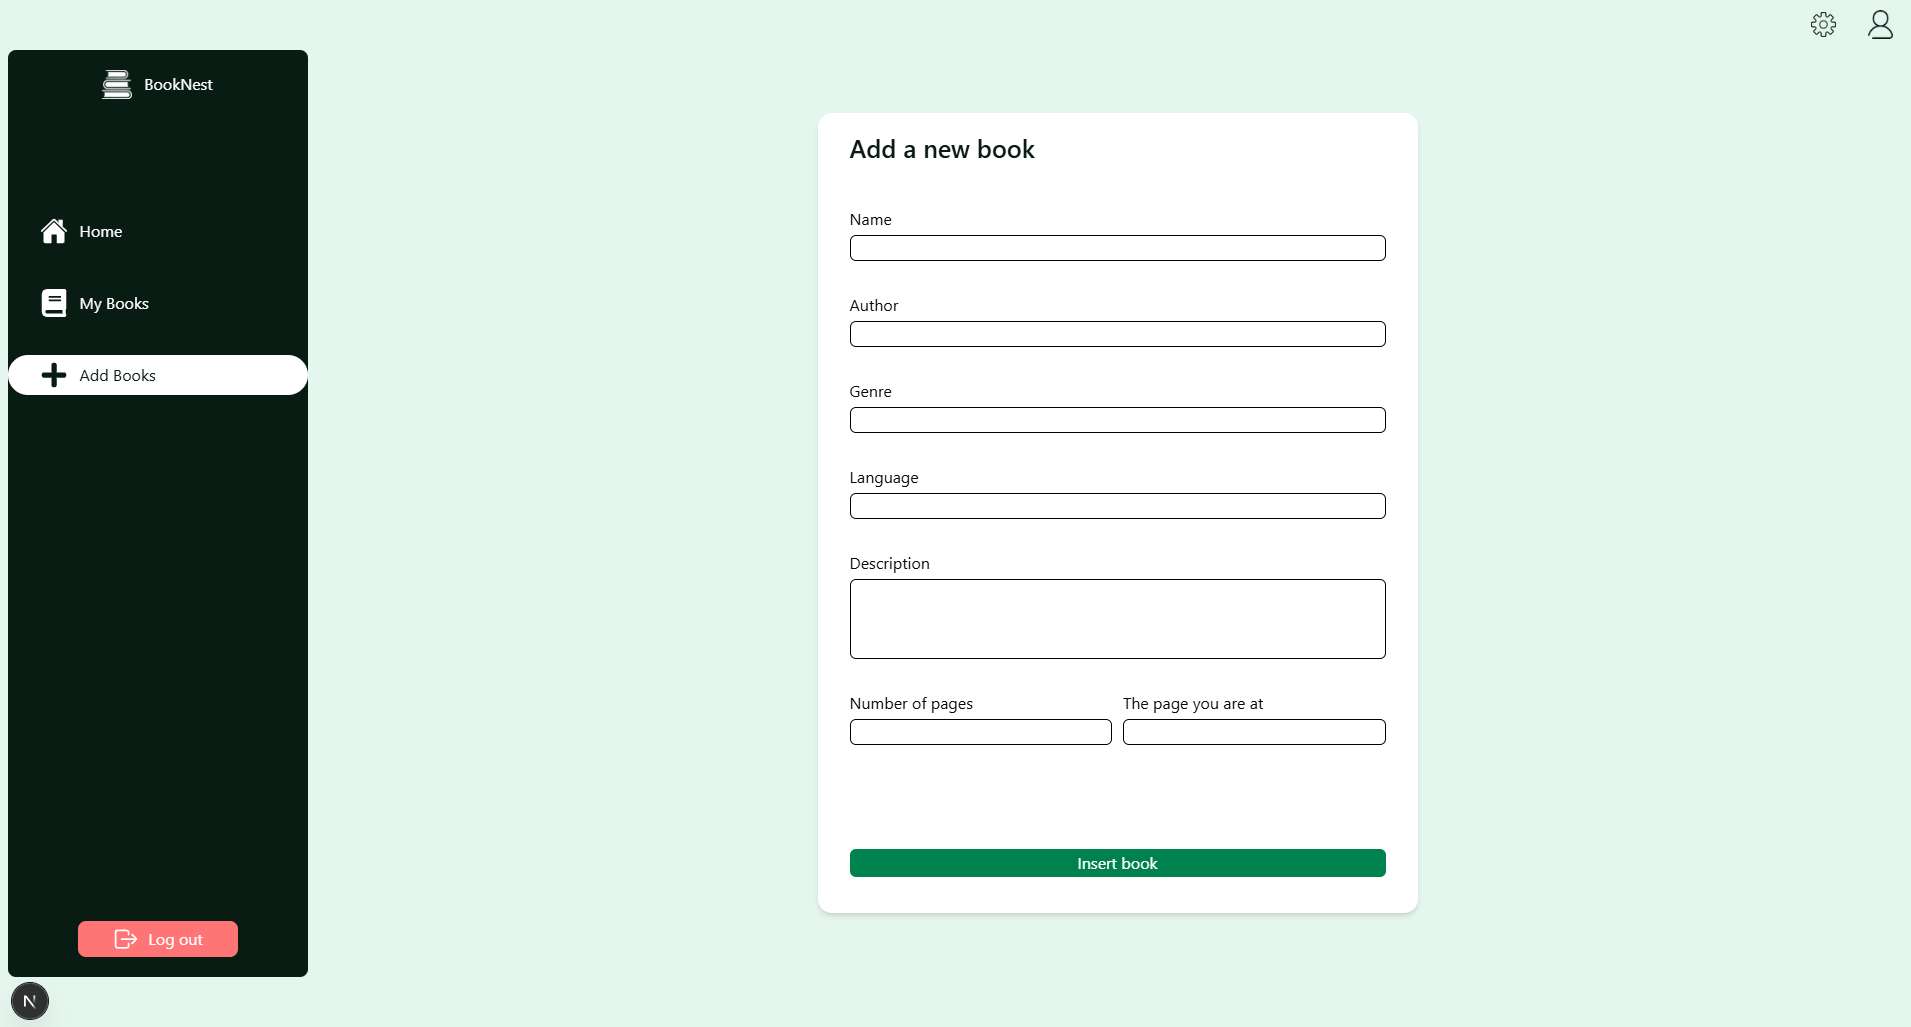 BookNest
Home
My Books
Add Books
Log out
N
Add a new book
Name
Author
Genre
Language
Description
Number of pages
The page you are at
Insert book